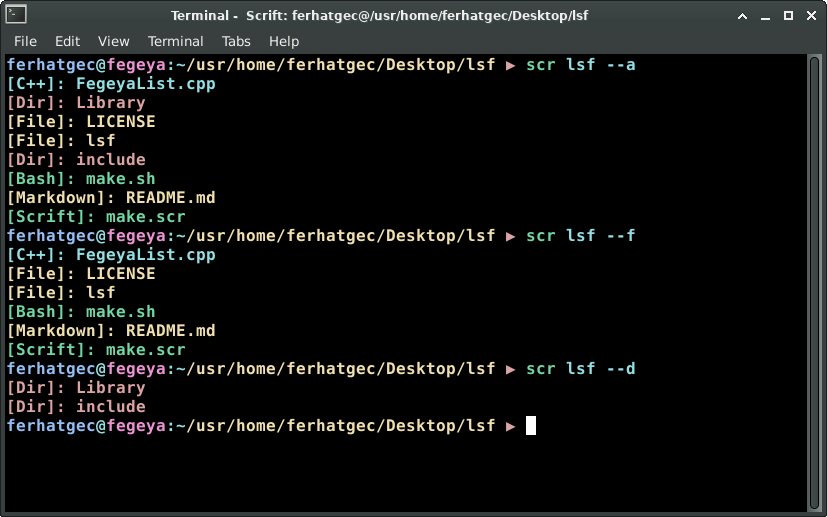 Terminal - Scrift: ferhatgec@/usr/home/ferhatgec/Desktop/lsf
File Edit View Terminal Tabs Help
ferhatgec@fegeya:~/usr/home/ferhatgec/Desktop/lsf ▶ scr lsf --a
[C++]: FegeyaList.cpp
[Dir]: Library
[File]: LICENSE
[File]: lsf
[Dir]: include
[Bash]: make.sh
[Markdown]: README.md
[Scrift]: make.scr
ferhatgec@fegeya:~/usr/home/ferhatgec/Desktop/lsf ▶ scr lsf --f
[C++]: FegeyaList.cpp
[File]: LICENSE
[File]: lsf
[Bash]: make.sh
[Markdown]: README.md
[Scrift]: make.scr
ferhatgec@fegeya:~/usr/home/ferhatgec/Desktop/lsf ▶ scr lsf --d
[Dir]: Library
[Dir]: include
ferhatgec@fegeya:~/usr/home/ferhatgec/Desktop/lsf ▶